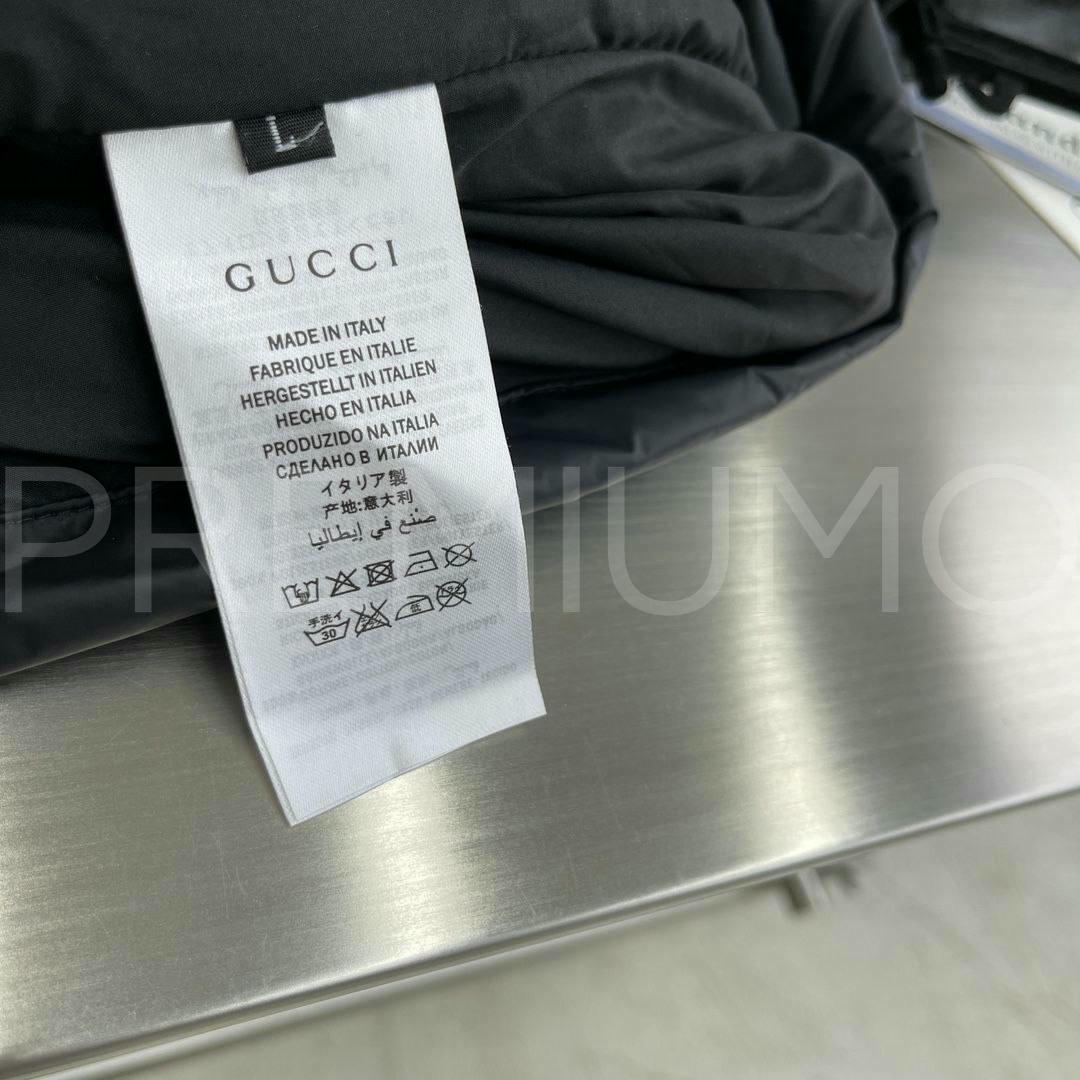 L
GUCCI
MADE IN ITALY
FABRIQUE EN ITALIE
HERGESTELLT IN ITALIEN
HECHO EN ITALIA
PRODUZIDO NA ITALIA
СДЕЛАНО В ИТАЛИИ
イタリア製
产地:意大利
صنع في إيطاليا
手洗イ
30
低
PREMIUMO